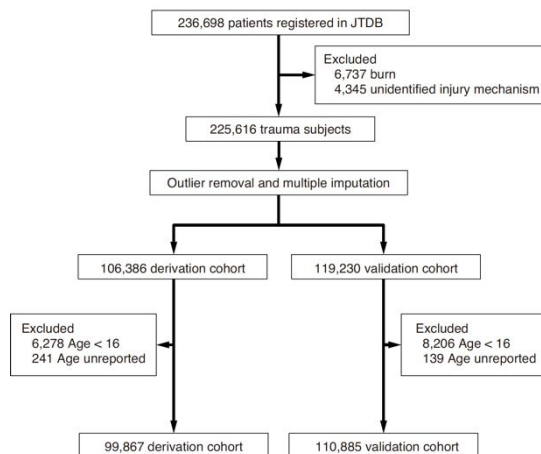 236,698 patients registered in JTDB
Excluded
6,737 burn
4,345 unidentified injury mechanism
225,616 trauma subjects
Outlier removal and multiple imputation
106,386 derivation cohort
119,230 validation cohort
Excluded
6,278 Age < 16
241 Age unreported
Excluded
8,206 Age < 16
139 Age unreported
99,867 derivation cohort
110,885 validation cohort